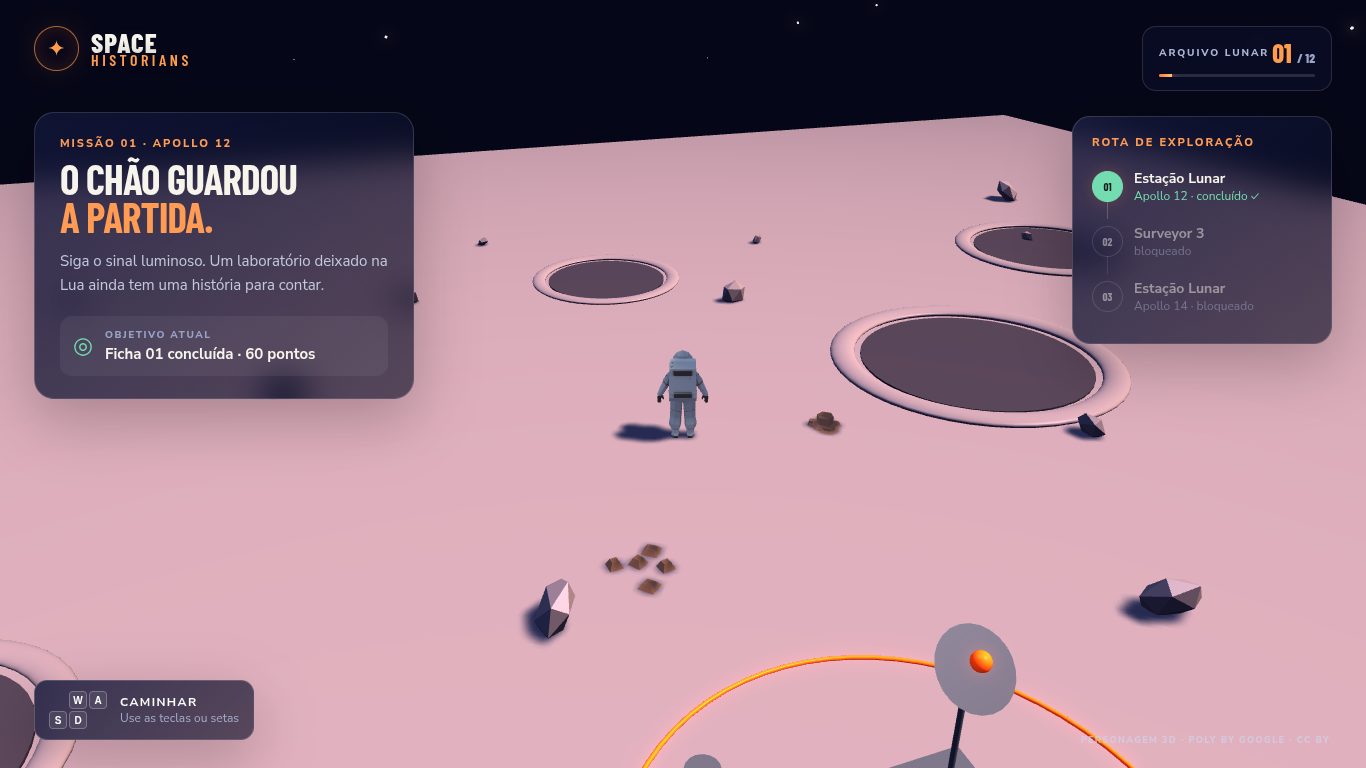 SPACE
HISTORIANS
ARQUIVO LUNAR 01 / 12
MISSÃO 01 · APOLLO 12
O CHÃO GUARDOU
A PARTIDA.
Siga o sinal luminoso. Um laboratório deixado na
Lua ainda tem uma história para contar.
OBJETIVO ATUAL
Ficha 01 concluída · 60 pontos
ROTA DE EXPLORAÇÃO
01
Estação Lunar
Apollo 12 · concluído ✓
02
Surveyor 3
bloqueado
03
Estação Lunar
Apollo 14 · bloqueado
W A
S D
CAMINHAR
Use as teclas ou setas
PERSONAGEM 3D · POLY BY GOOGLE · CC BY